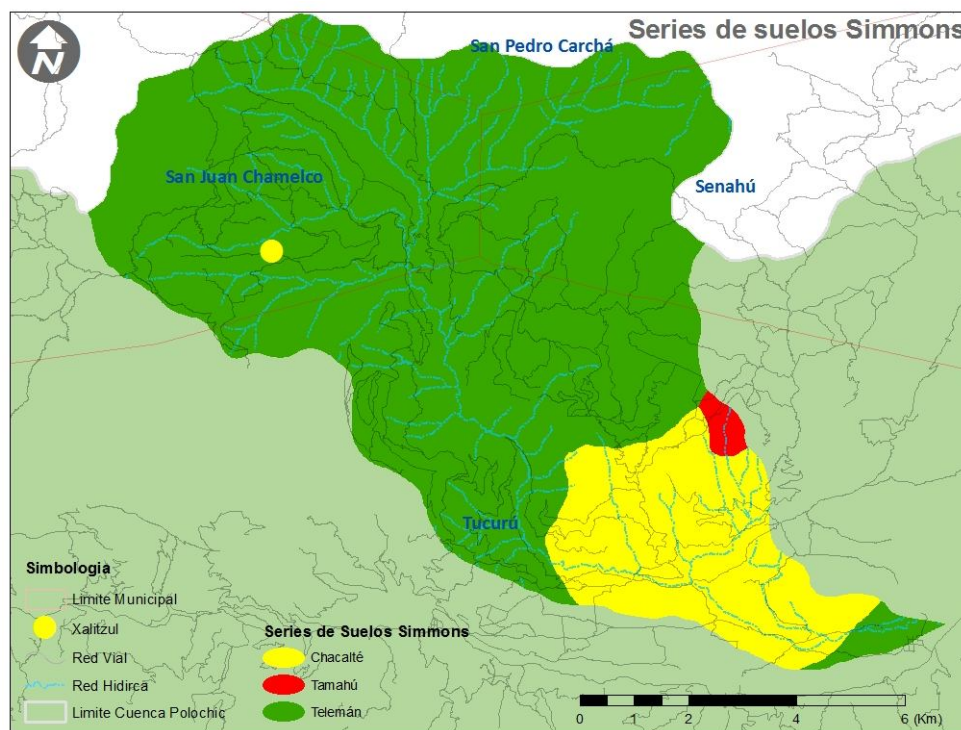 Series de suelos Simmons
N
San Pedro Carchá
San Juan Chamelco
Senahú
Tucurú
Simbologia
Limite Municipal
Xalitzul
Red Vial
Red Hidirca
Limite Cuenca Polochic
Series de Suelos Simmons
Chacalté
Tamahú
Telemán
0 2 4 6 (Km)